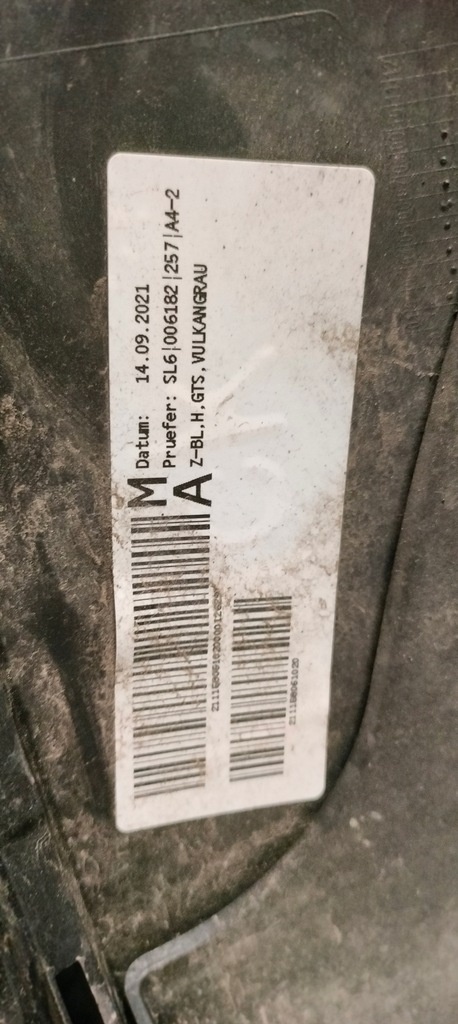 M
A
Datum: 14.09.2021
Pruefer: SL6|006182|257|A4-2
Z-BL.H.GTS,VULKANGRAU